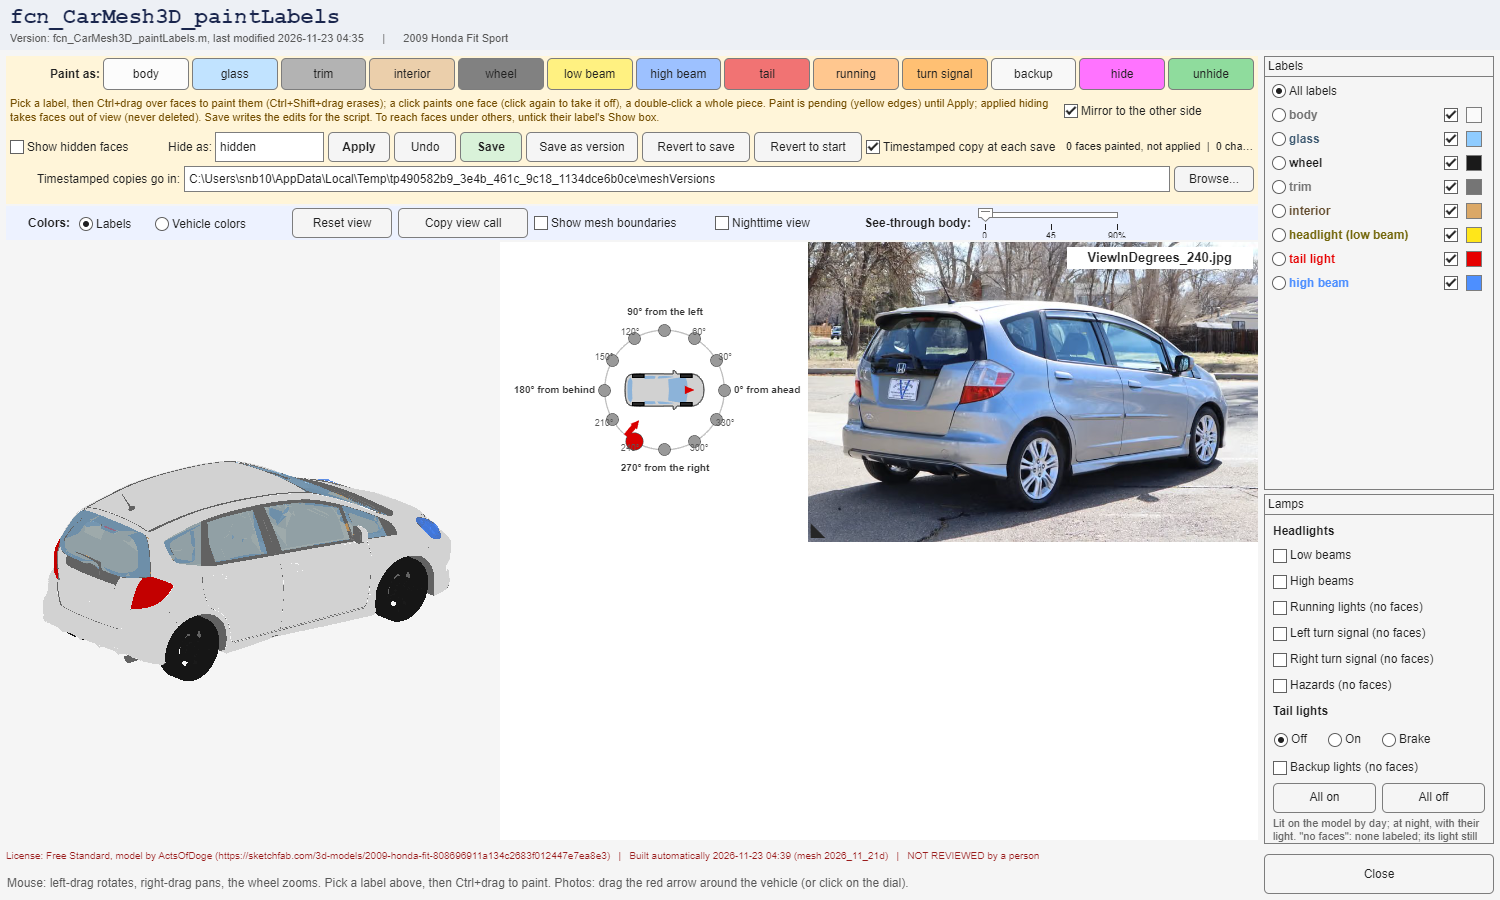 fcn_CarMesh3D_paintLabels
Version: fcn_CarMesh3D_paintLabels.m, last modified 2026-11-23 04:35 | 2009 Honda Fit Sport
Paint as: body glass trim interior wheel low beam high beam tail running turn signal backup hide unhide
Pick a label, then Ctrl+drag over faces to paint them (Ctrl+Shift+drag erases); a click paints one face (click again to take it off), a double-click a whole piece. Paint is pending (yellow edges) until Apply; applied hiding
takes faces out of view (never deleted). Save writes the edits for the script. To reach faces under others, untick their label's Show box.
Mirror to the other side
Show hidden faces Hide as: hidden Apply Undo Save Save as version Revert to save Revert to start Timestamped copy at each save 0 faces painted, not applied | 0 cha...
Timestamped copies go in: C:\Users\snb10\AppData\Local\Temp\tp490582b9_3e4b_461c_9c18_1134dce6b0ce\meshVersions Browse...
Colors: Labels Vehicle colors Reset view Copy view call Show mesh boundaries Nighttime view See-through body:
0 45 90%
ViewInDegrees_240.jpg
90° from the left
120° 60°
150° 30°
180° from behind 0° from ahead
210° 330°
240° 300°
270° from the right
Labels
All labels
body
glass
wheel
trim
interior
headlight (low beam)
tail light
high beam
Lamps
Headlights
Low beams
High beams
Running lights (no faces)
Left turn signal (no faces)
Right turn signal (no faces)
Hazards (no faces)
Tail lights
Off On Brake
Backup lights (no faces)
All on All off
Lit on the model by day; at night, with their
light. "no faces": none labeled; its light still
License: Free Standard, model by ActsOfDoge (https://sketchfab.com/3d-models/2009-honda-fit-808696911a134c2683f012447e7ea8e3) | Built automatically 2026-11-23 04:39 (mesh 2026_11_21d) | NOT REVIEWED by a person
Mouse: left-drag rotates, right-drag pans, the wheel zooms. Pick a label above, then Ctrl+drag to paint. Photos: drag the red arrow around the vehicle (or click on the dial).
Close